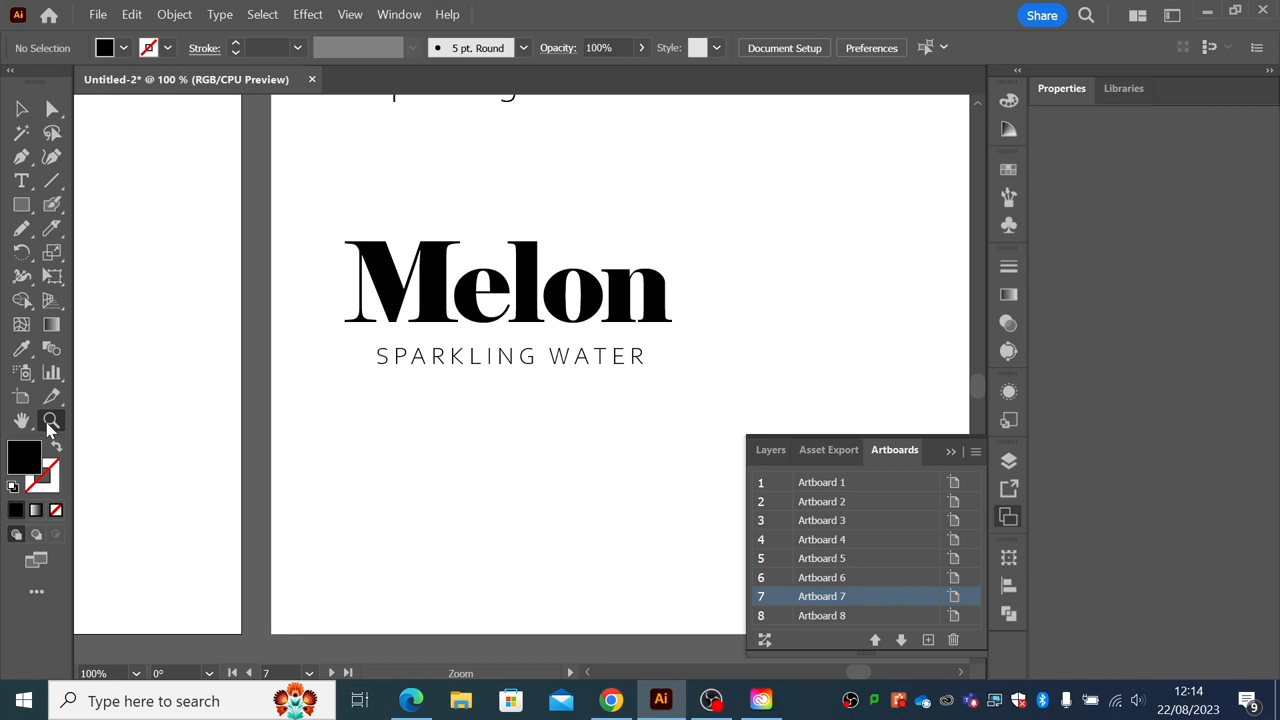 Ai File Edit Object Type Select Effect View Window Help Share
No Selection Stroke: 5 pt. Round Opacity: 100% Style: Document Setup Preferences
Untitled-2* @ 100 % (RGB/CPU Preview)
Properties Libraries
Melon
SPARKLING WATER
Layers Asset Export Artboards
1 Artboard 1
2 Artboard 2
3 Artboard 3
4 Artboard 4
5 Artboard 5
6 Artboard 6
7 Artboard 7
8 Artboard 8
100% 0° 7 Zoom
Type here to search Ai 12:14
22/08/2023 9